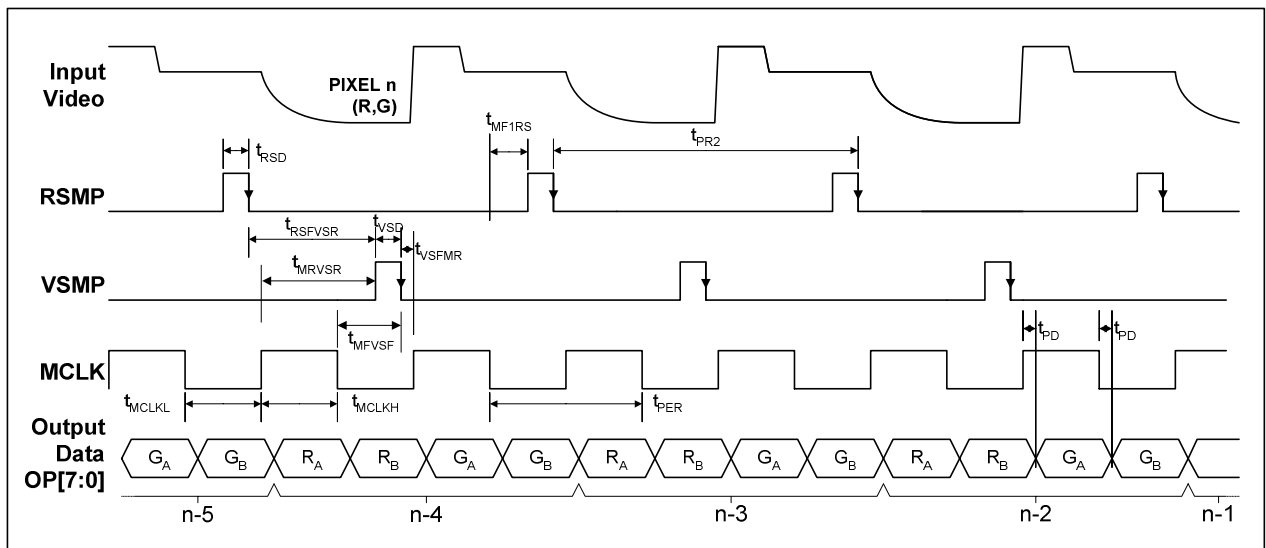 Input
Video
PIXEL n
(R,G)
tMF1RS
tPR2
tRSD
RSMP
tRSFVSR
tVSD
tVSFMR
tMRVSR
VSMP
tMFVSF
tPD
tPD
MCLK
tMCLKL
tMCLKH
tPER
Output
Data
OP[7:0]
GA GB RA RB GA GB RA RB GA GB RA RB GA GB
n-5 n-4 n-3 n-2 n-1